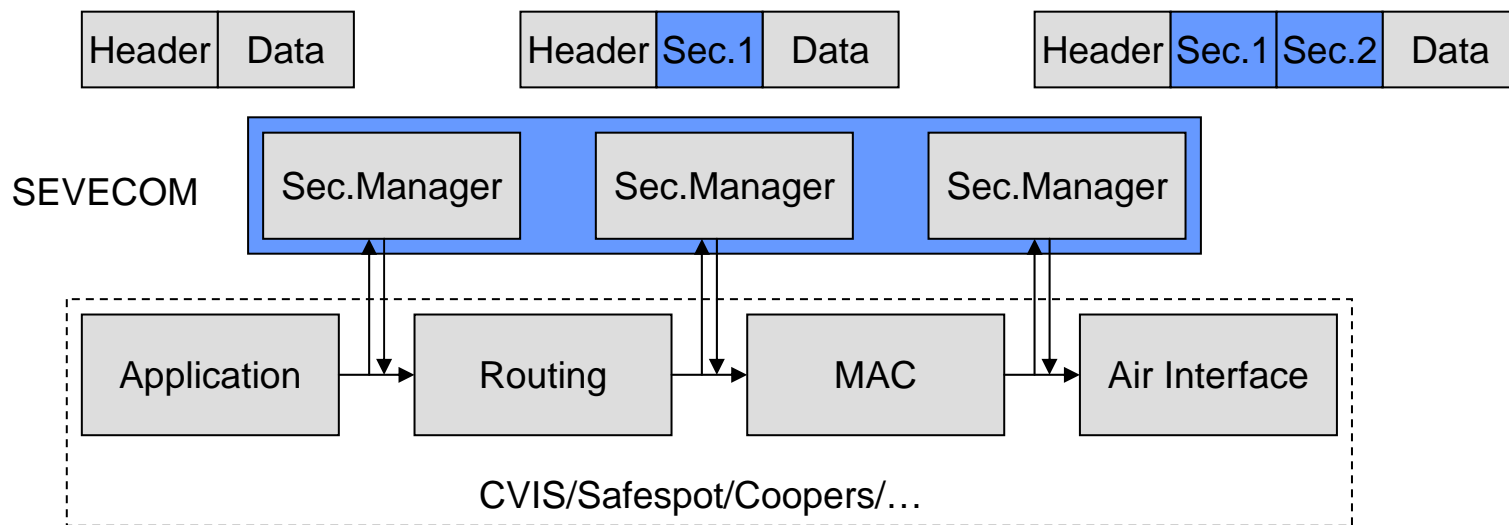 Header Data Header Sec.1 Data Header Sec.1 Sec.2 Data
SEVECOM Sec.Manager Sec.Manager Sec.Manager
Application Routing MAC Air Interface
CVIS/Safespot/Coopers/…